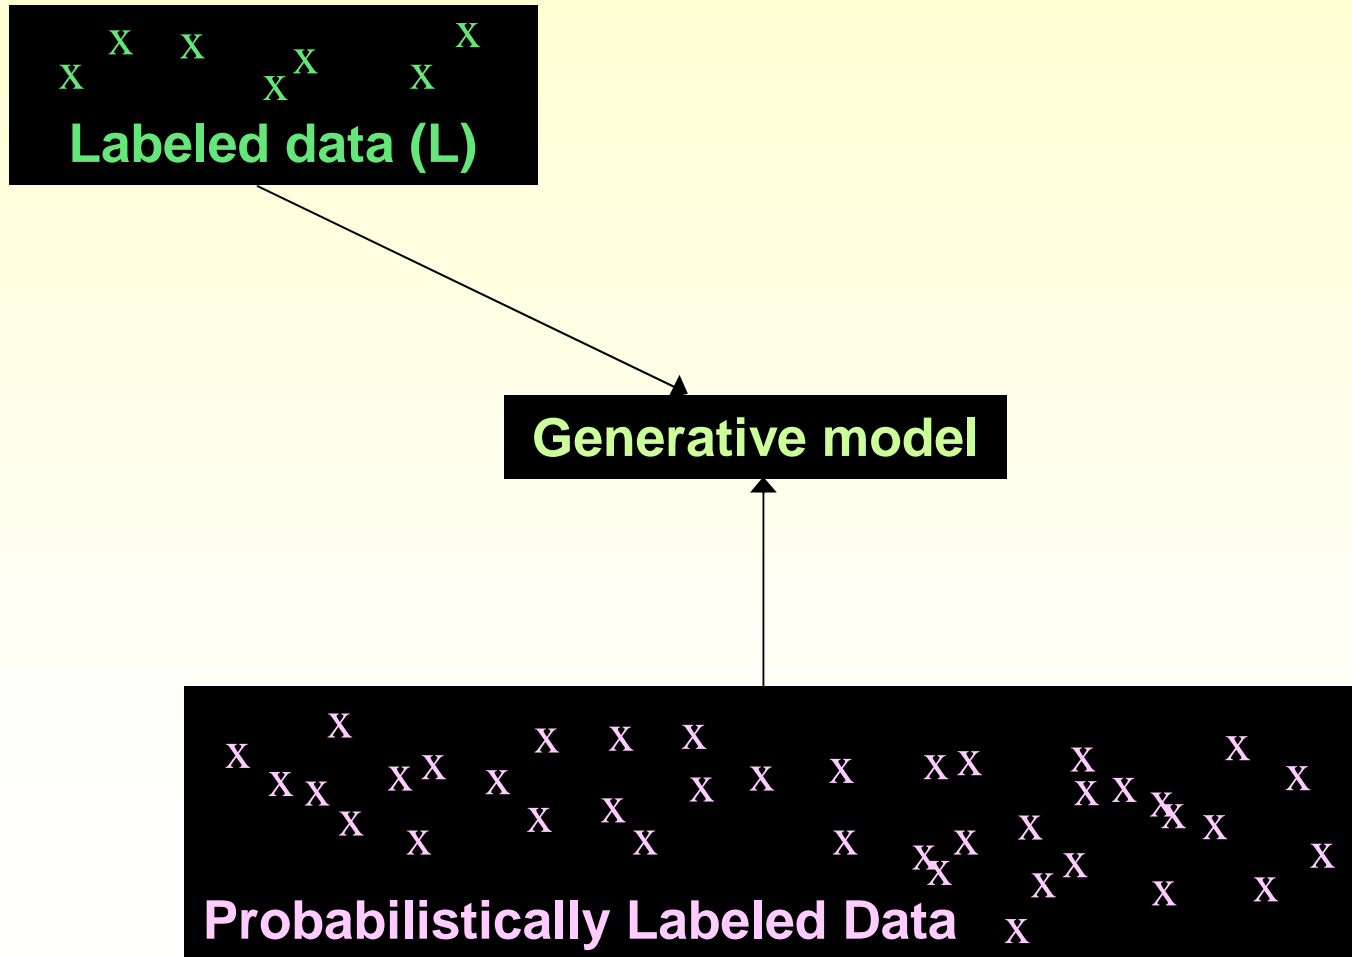 x x x x x x x
Labeled data (L)
Generative model
x x x x x x x x x x x x x x x x x x x x x x x x x x x x x x x x x x x x x x x x x
Probabilistically Labeled Data